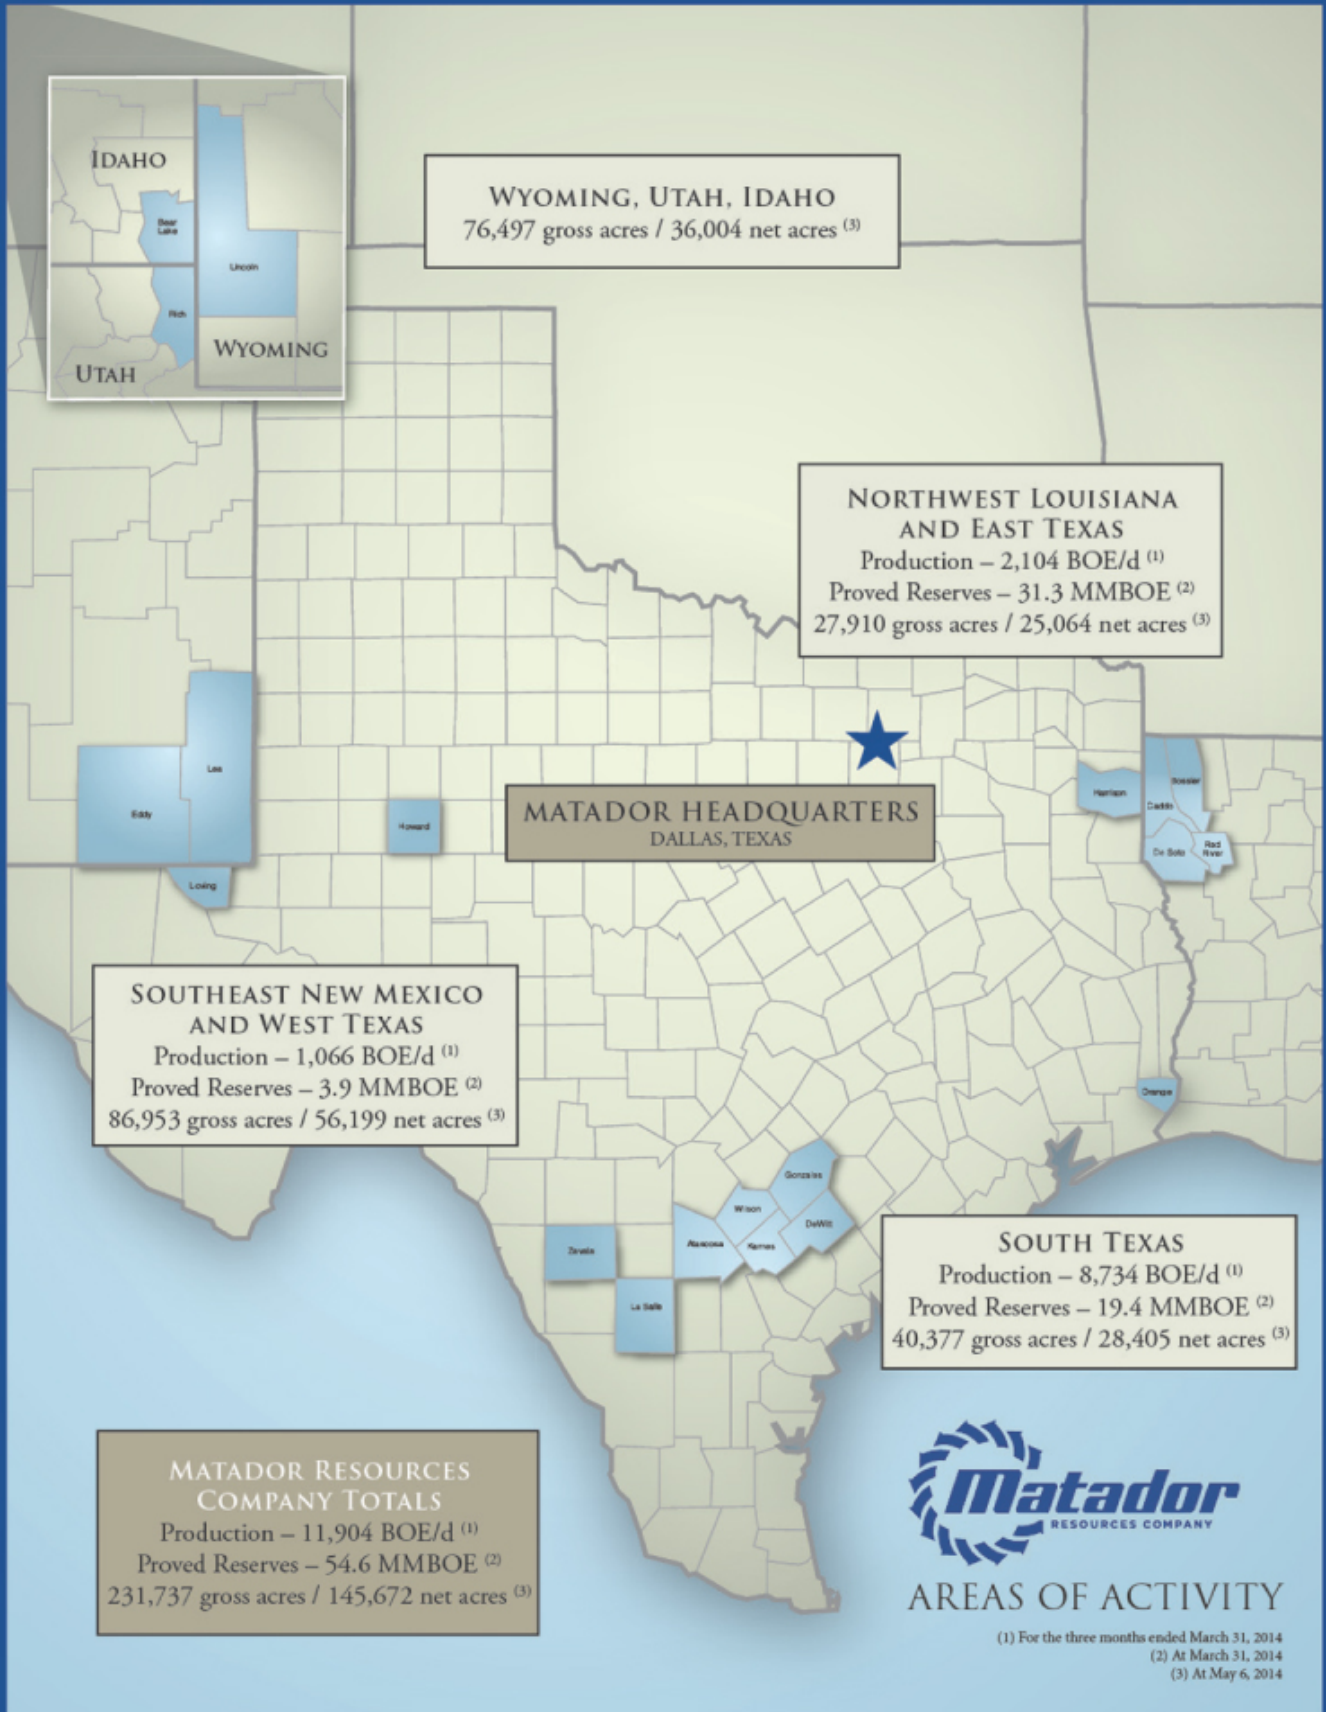 IDAHO
Bear
Lake
Lincoln
Rich
WYOMING
UTAH
WYOMING, UTAH, IDAHO
76,497 gross acres / 36,004 net acres (3)
NORTHWEST LOUISIANA
AND EAST TEXAS
Production – 2,104 BOE/d (1)
Proved Reserves – 31.3 MMBOE (2)
27,910 gross acres / 25,064 net acres (3)
Lea
Eddy
Howard
Loving
MATADOR HEADQUARTERS
DALLAS, TEXAS
Harrison
Bossier
Caddo
De Soto
Red
River
SOUTHEAST NEW MEXICO
AND WEST TEXAS
Production – 1,066 BOE/d (1)
Proved Reserves – 3.9 MMBOE (2)
86,953 gross acres / 56,199 net acres (3)
Orange
Gonzales
Wilson
DeWitt
Atascosa
Karnes
Zavala
La Salle
SOUTH TEXAS
Production – 8,734 BOE/d (1)
Proved Reserves – 19.4 MMBOE (2)
40,377 gross acres / 28,405 net acres (3)
MATADOR RESOURCES
COMPANY TOTALS
Production – 11,904 BOE/d (1)
Proved Reserves – 54.6 MMBOE (2)
231,737 gross acres / 145,672 net acres (3)
Matador
RESOURCES COMPANY
AREAS OF ACTIVITY
(1) For the three months ended March 31, 2014
(2) At March 31, 2014
(3) At May 6, 2014